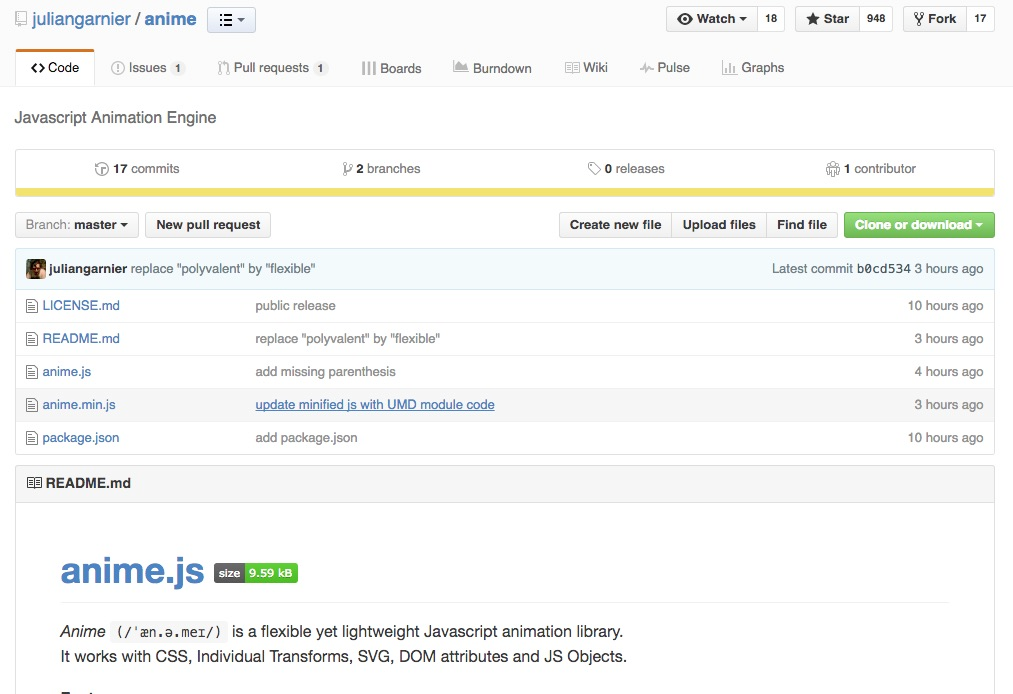 juliangarnier / anime
Watch 18 Star 948 Fork 17
Code Issues 1 Pull requests 1 Boards Burndown Wiki Pulse Graphs
Javascript Animation Engine
17 commits 2 branches 0 releases 1 contributor
Branch: master New pull request Create new file Upload files Find file Clone or download
juliangarnier replace "polyvalent" by "flexible" Latest commit b0cd534 3 hours ago
LICENSE.md public release 10 hours ago
README.md replace "polyvalent" by "flexible" 3 hours ago
anime.js add missing parenthesis 4 hours ago
anime.min.js update minified js with UMD module code 3 hours ago
package.json add package.json 10 hours ago
README.md
anime.js size 9.59 kB
Anime (/ˈæn.ə.meɪ/) is a flexible yet lightweight Javascript animation library.
It works with CSS, Individual Transforms, SVG, DOM attributes and JS Objects.